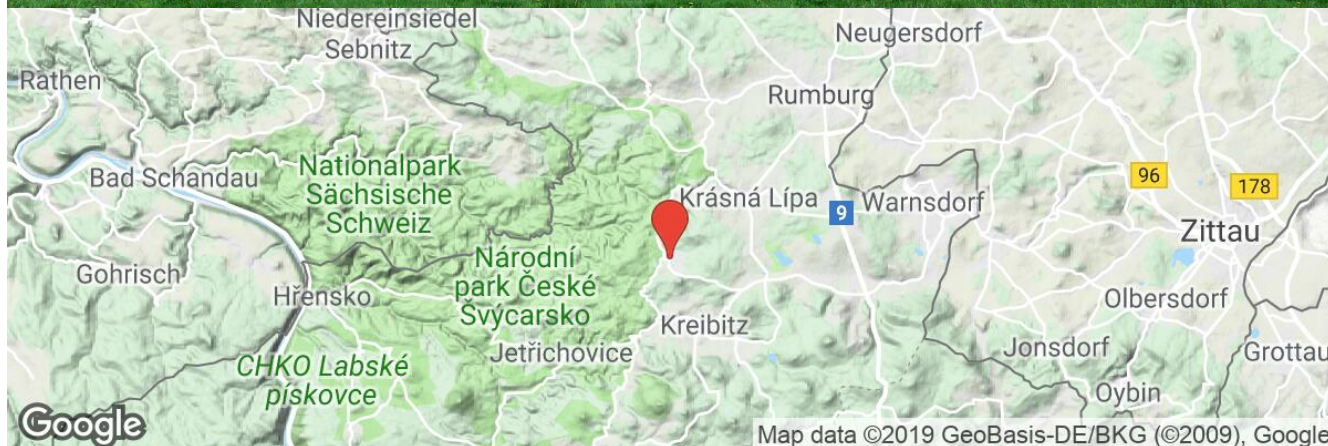 Niedereinsiedel
Sebnitz
Neugersdorf
Rathen
Rumburg
Bad Schandau
Nationalpark
Sächsische
Schweiz
Krásná Lípa
9
Warnsdorf
96
178
Zittau
Gohrisch
Hřensko
Národní
park České
Švýcarsko
Olbersdorf
Kreibitz
Jetřichovice
Jonsdorf
Grottau
CHKO Labské
pískovce
Oybin
Google
Map data ©2019 GeoBasis-DE/BKG (©2009), Google